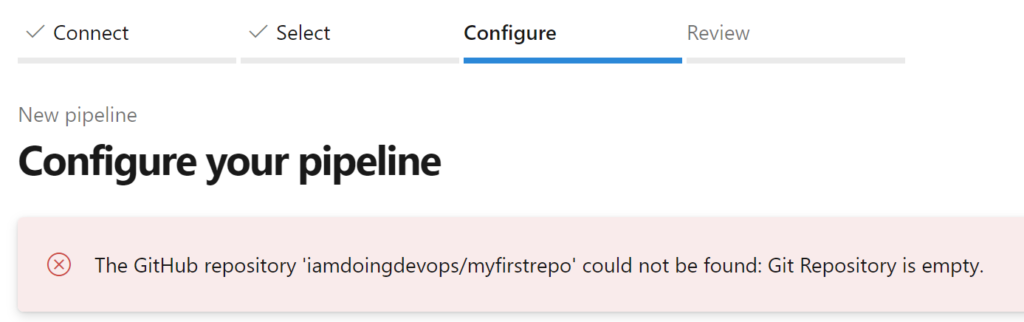 Connect Select Configure Review
New pipeline
Configure your pipeline
The GitHub repository 'iamdoingdevops/myfirstrepo' could not be found: Git Repository is empty.